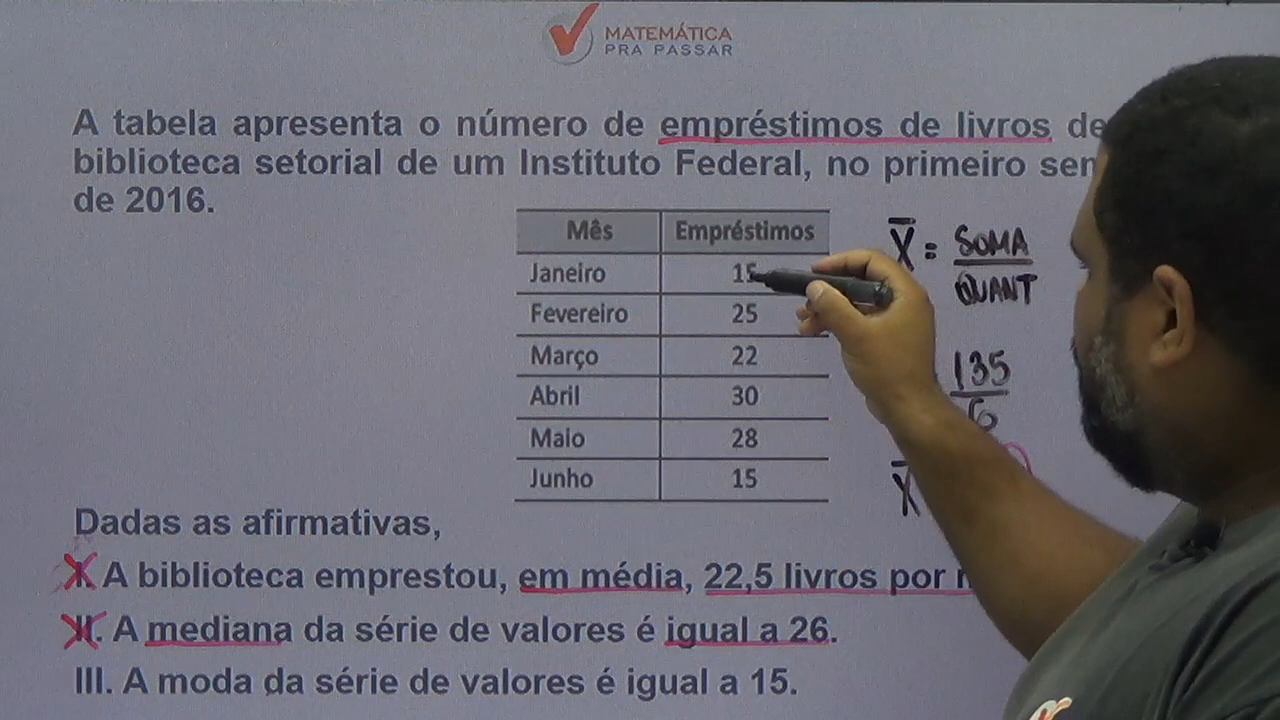 MATEMÁTICA
PRA PASSAR
A tabela apresenta o número de empréstimos de livros de
biblioteca setorial de um Instituto Federal, no primeiro
de 2016.
Mês Empréstimos
Janeiro 15
Fevereiro 25
Março 22
Abril 30
Maio 28
Junho 15
X̅ = SOMA
QUANT
135
6
X̅
Dadas as afirmativas,
I. A biblioteca emprestou, em média, 22,5 livros por
II. A mediana da série de valores é igual a 26.
III. A moda da série de valores é igual a 15.